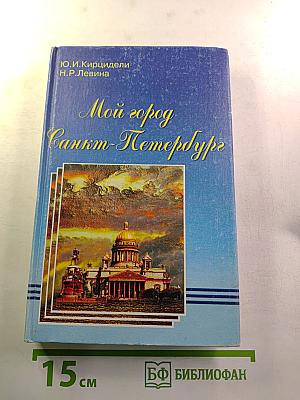 Ю.И.Кирцидели
Н.Р.Левина
Мой город
Санкт-Петербург
15 см
БФ БИБЛИОФАН